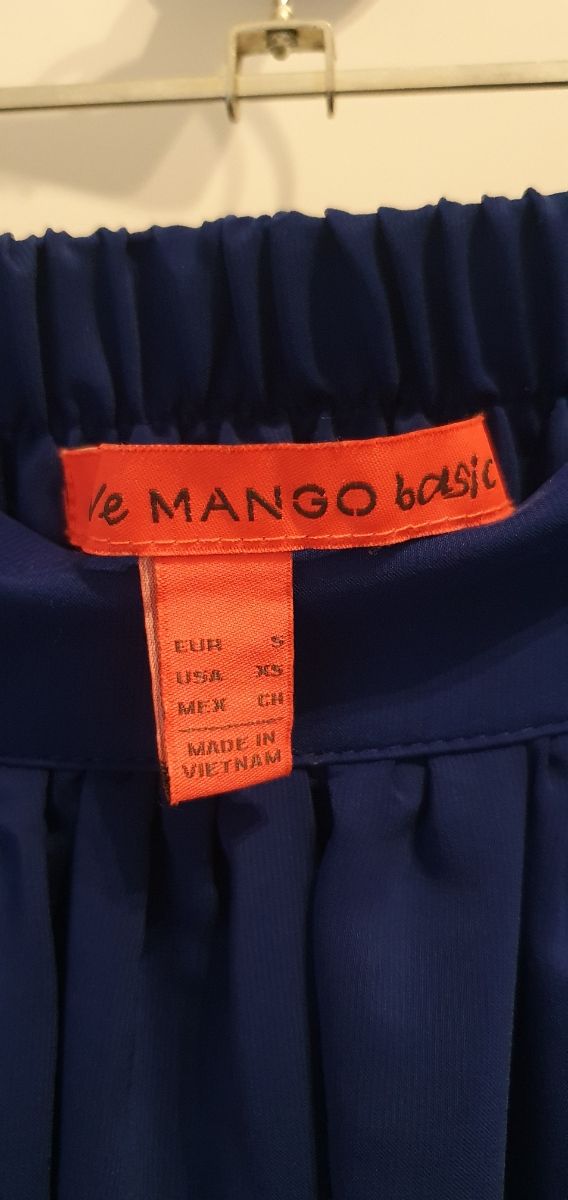 MANGO basic
EUR S
USA XS
MEX CH
MADE IN
VIETNAM